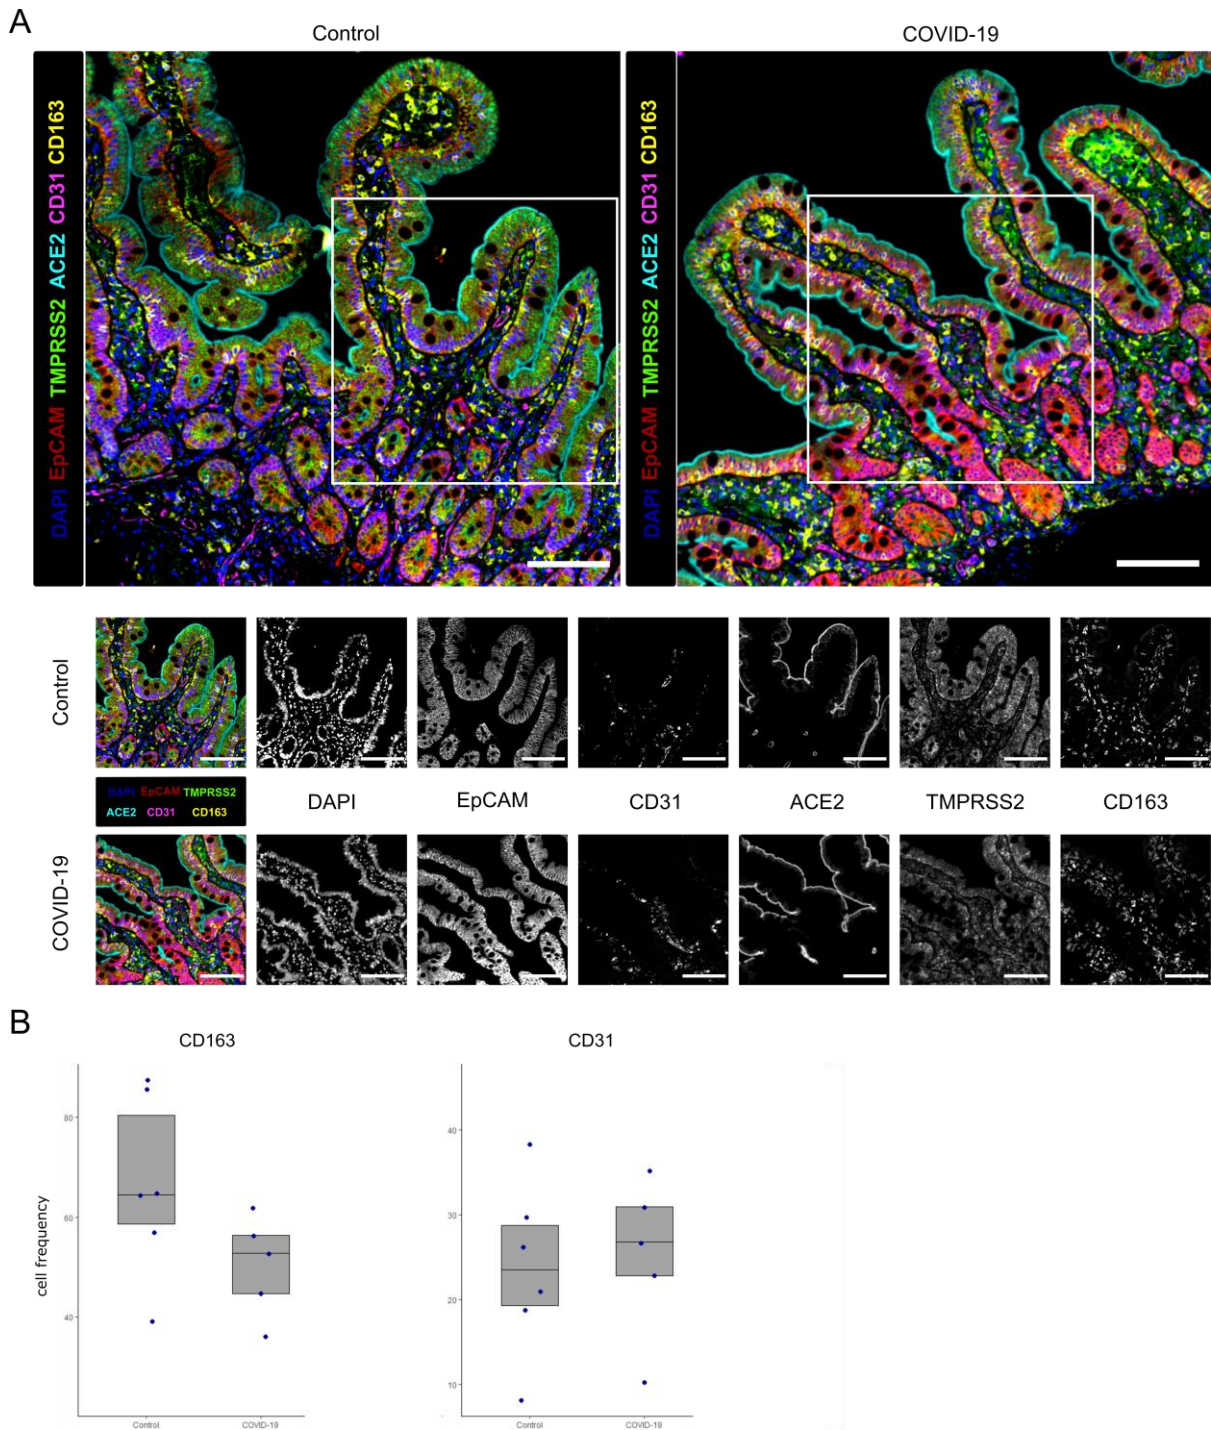 A
Control
COVID-19
DAPI EpCAM TMPRSS2 ACE2 CD31 CD163
DAPI EpCAM TMPRSS2 ACE2 CD31 CD163
Control
DAPI EpCAM TMPRSS2
ACE2 CD31 CD163
DAPI
EpCAM
CD31
ACE2
TMPRSS2
CD163
COVID-19
B
CD163
CD31
cell frequency
80
60
40
Control
COVID-19
40
30
20
10
Control
COVID-19